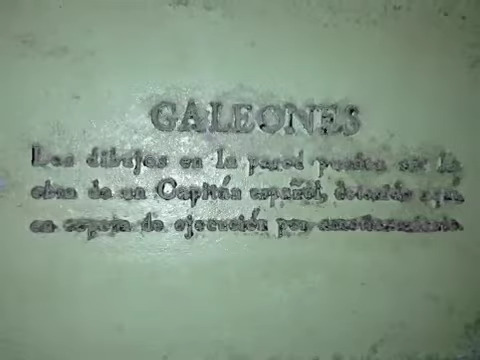 GALEONES
Los dibujos en la pared pueden ser la
obra de un Capitán español, detenido aquí
en espera de ejecución por